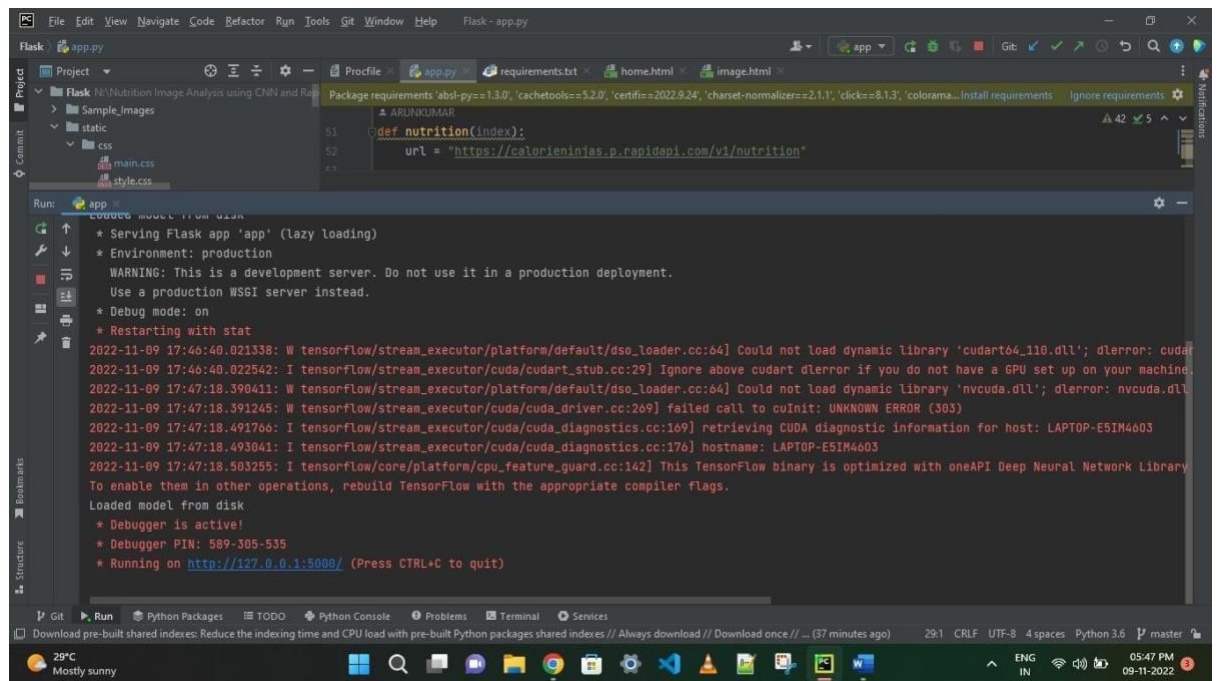 PC File Edit View Navigate Code Refactor Run Tools Git Window Help Flask - app.py
Flask app.py app Git:
Project Procfile app.py requirements.txt home.html image.html
Flask N:\Nutrition Image Analysis using CNN and Rap
Package requirements 'absl-py==1.3.0', 'cachetools==5.2.0', 'certifi==2022.9.24', 'charset-normalizer==2.1.1', 'click==8.1.3', 'colorama... Install requirements Ignore requirements
Sample_Images
ARUNKUMAR
42 5
static
51 def nutrition(index):
css
52 url = "https://calorieninjas.p.rapidapi.com/v1/nutrition"
main.css
style.css
Run: app
Loaded model from disk
* Serving Flask app 'app' (lazy loading)
* Environment: production
WARNING: This is a development server. Do not use it in a production deployment.
Use a production WSGI server instead.
* Debug mode: on
* Restarting with stat
2022-11-09 17:46:40.021338: W tensorflow/stream_executor/platform/default/dso_loader.cc:64] Could not load dynamic library 'cudart64_110.dll'; dlerror: cudar
2022-11-09 17:46:40.022542: I tensorflow/stream_executor/cuda/cudart_stub.cc:29] Ignore above cudart dlerror if you do not have a GPU set up on your machine.
2022-11-09 17:47:18.390411: W tensorflow/stream_executor/platform/default/dso_loader.cc:64] Could not load dynamic library 'nvcuda.dll'; dlerror: nvcuda.dll
2022-11-09 17:47:18.391245: W tensorflow/stream_executor/cuda/cuda_driver.cc:269] failed call to cuInit: UNKNOWN ERROR (303)
2022-11-09 17:47:18.491766: I tensorflow/stream_executor/cuda/cuda_diagnostics.cc:169] retrieving CUDA diagnostic information for host: LAPTOP-E5IM46O3
2022-11-09 17:47:18.493041: I tensorflow/stream_executor/cuda/cuda_diagnostics.cc:176] hostname: LAPTOP-E5IM46O3
2022-11-09 17:47:18.503255: I tensorflow/core/platform/cpu_feature_guard.cc:142] This TensorFlow binary is optimized with oneAPI Deep Neural Network Library
To enable them in other operations, rebuild TensorFlow with the appropriate compiler flags.
Loaded model from disk
* Debugger is active!
* Debugger PIN: 589-305-535
* Running on http://127.0.0.1:5000/ (Press CTRL+C to quit)
Project
Commit
Bookmarks
Structure
Notifications
Git Run Python Packages TODO Python Console Problems Terminal Services
Download pre-built shared indexes: Reduce the indexing time and CPU load with pre-built Python packages shared indexes // Always download // Download once // ... (37 minutes ago) 29:1 CRLF UTF-8 4 spaces Python 3.6 master
29°C
Mostly sunny
ENG
IN
05:47 PM
09-11-2022
3